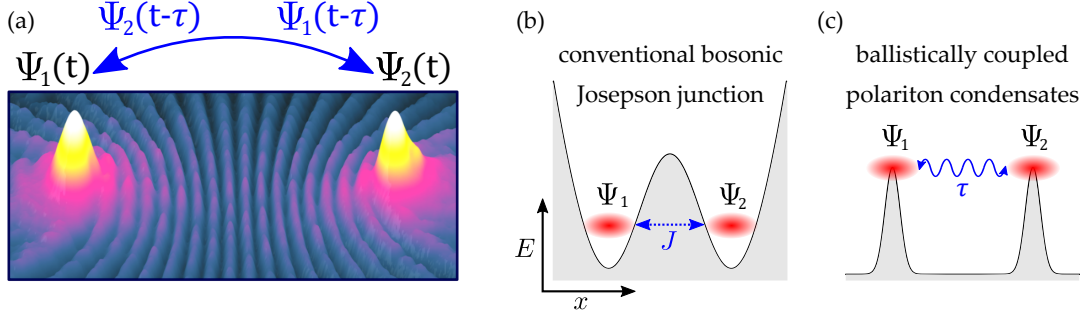 (a)
Ψ₂(t-τ) Ψ₁(t-τ)
Ψ₁(t) Ψ₂(t)
(b)
conventional bosonic
Josepson junction
Ψ₁ Ψ₂
J
E
x
(c)
ballistically coupled
polariton condensates
Ψ₁ Ψ₂
τ